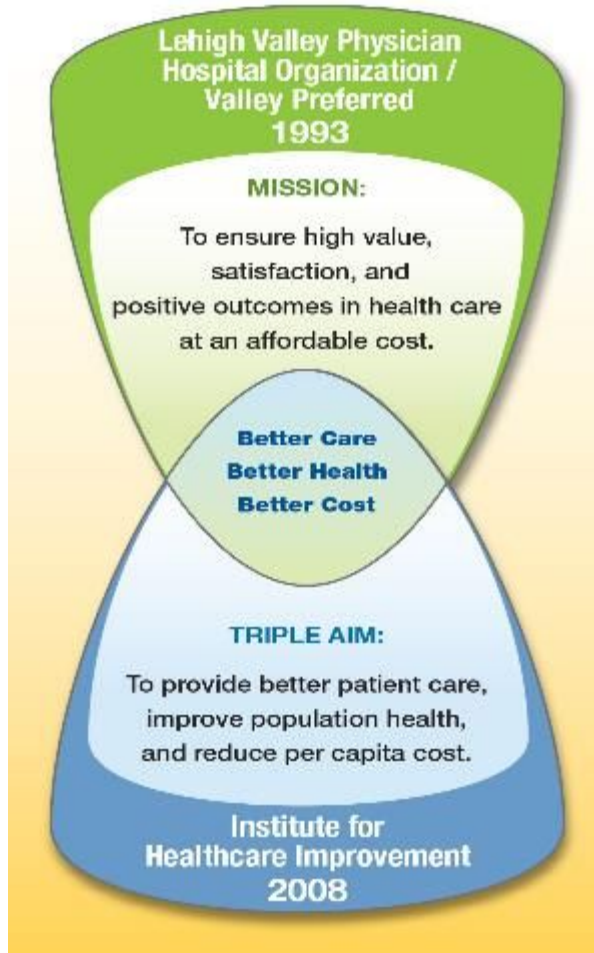 Lehigh Valley Physician
Hospital Organization /
Valley Preferred
1993
MISSION:
To ensure high value,
satisfaction, and
positive outcomes in health care
at an affordable cost.
Better Care
Better Health
Better Cost
TRIPLE AIM:
To provide better patient care,
improve population health,
and reduce per capita cost.
Institute for
Healthcare Improvement
2008